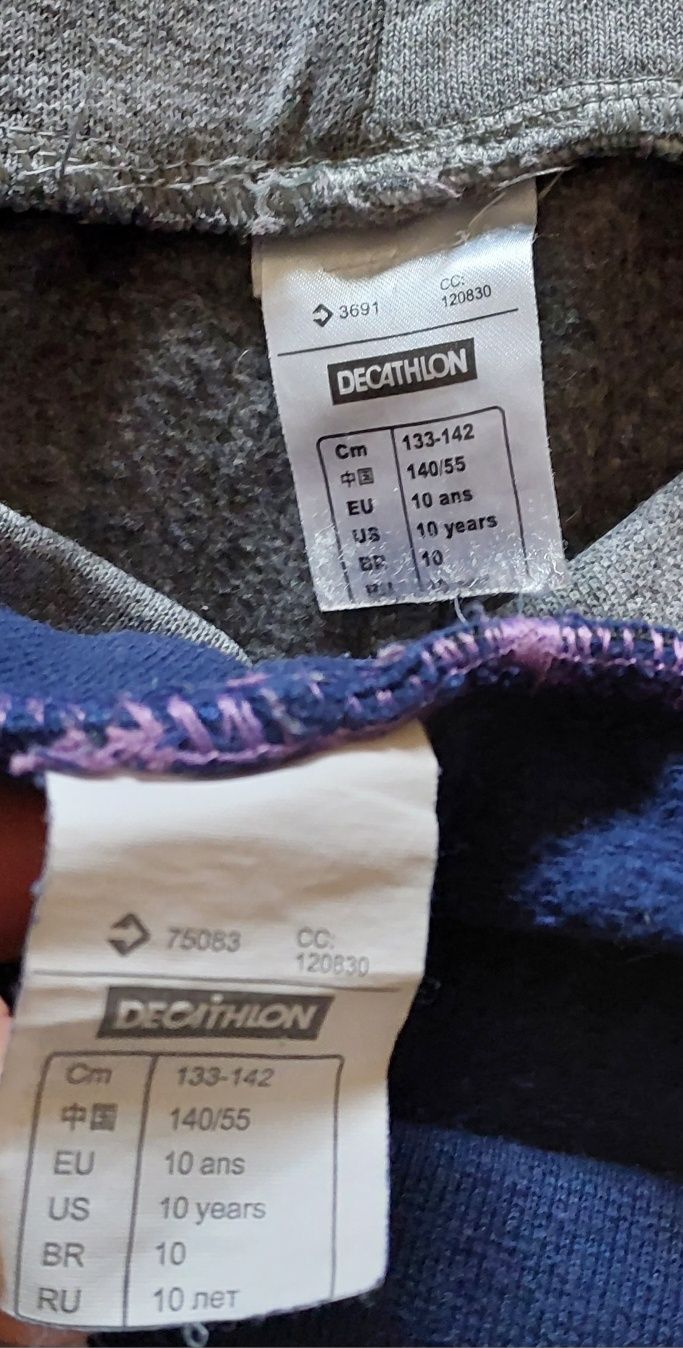 3691 CC:
120830
DECATHLON
Cm 133-142
中国 140/55
EU 10 ans
US 10 years
BR 10
75083 CC:
120830
DECATHLON
Cm 133-142
中国 140/55
EU 10 ans
US 10 years
BR 10
RU 10 лет